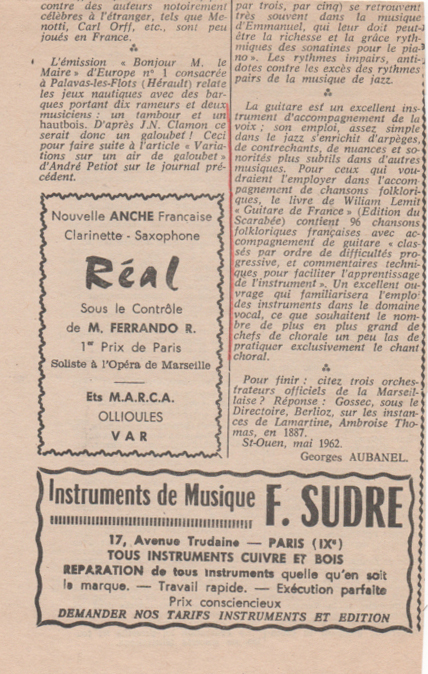 contre des auteurs notoirement
célèbres à l'étranger, tels que Me-
notti, Carl Orff, etc., sont peu
joués en France.
L'émission « Bonjour M. le
Maire » d'Europe n° 1 consacrée
à Palavas-les-Flots (Hérault) relate
les jeux nautiques avec des bar-
ques portant dix rameurs et deux
musiciens : un tambour et un
hautbois. D'après J.N. Clamon ce
serait donc un galoubet ! Ceci
pour faire suite à l'article « Varia-
tions sur un air de galoubet »
d'André Petiot sur le journal pré-
cédent.
Nouvelle ANCHE Francaise
Clarinette - Saxophone
Réal
Sous le Contrôle
de M. FERRANDO R.
1er Prix de Paris
Soliste à l'Opéra de Marseille
Ets M.A.R.C.A.
OLLIOULES
VAR
par trois, par cinq) se retrouvent
très souvent dans la musique
d'Emmanuel, qui leur doit peut-
être la richesse et la grâce ryth-
miques des sonatines pour le pia-
no ». Les rythmes impairs, anti-
dotes contre les excès des rythmes
pairs de la musique de jazz.
La guitare est un excellent ins-
trument d'accompagnement de la
voix ; son emploi, assez simple
dans le jazz s'enrichit d'arpèges,
de contrechants, de nuances et so-
norités plus subtils dans d'autres
musiques. Pour ceux qui vou-
draient l'employer dans l'accom-
pagnement de chansons folklori-
ques, le livre de Wiliam Lemit
« Guitare de France » (Edition du
Scarabée) contient 96 chansons
folkloriques françaises avec ac-
compagnement de guitare « clas-
sés par ordre de difficultés pro-
gressive, et commentaires techni-
ques pour faciliter l'apprentissage
de l'instrument ». Un excellent ou-
vrage qui familiarisera l'emploi
des instruments dans le domaine
vocal, ce que souhaitent le nom-
bre de plus en plus grand de
chefs de chorale un peu las de
pratiquer exclusivement le chant
choral.
Pour finir : citez trois orches-
trateurs officiels de la Marseil-
laise ? Réponse : Gossec, sous le
Directoire, Berlioz, sur les instan-
ces de Lamartine, Ambroise Tho-
mas, en 1887.
St-Ouen, mai 1962.
Georges AUBANEL.
Instruments de Musique F. SUDRE
17, Avenue Trudaine — PARIS (IXe)
TOUS INSTRUMENTS CUIVRE ET BOIS
REPARATION de tous instruments quelle qu'en soit
la marque. — Travail rapide. — Exécution parfaite
Prix consciencieux
DEMANDER NOS TARIFS INSTRUMENTS ET EDITION